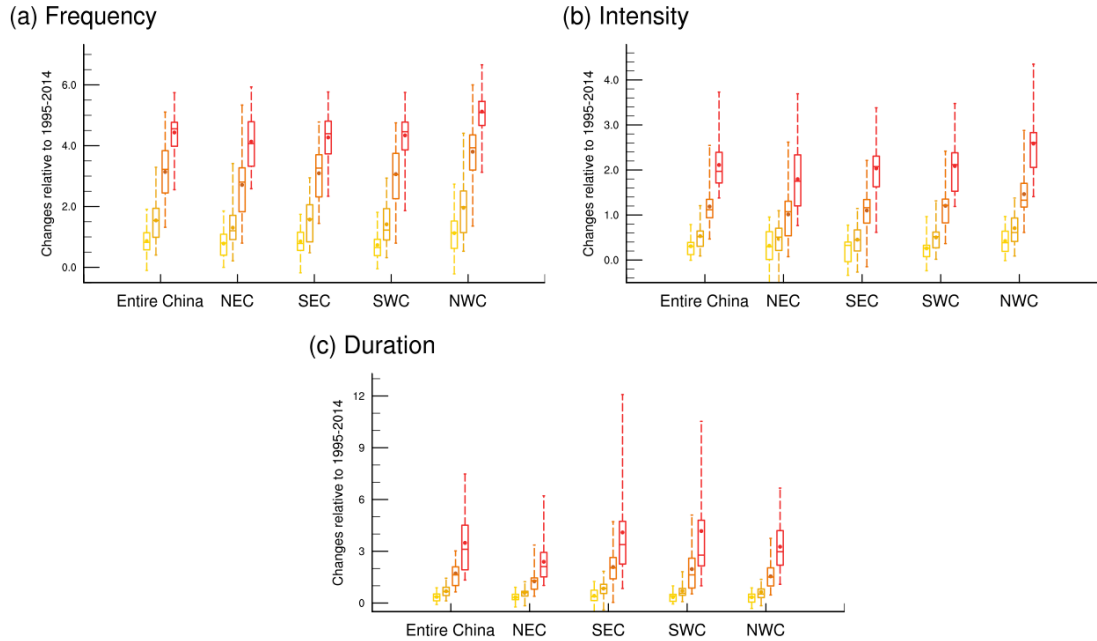 (a) Frequency
Changes relative to 1995-2014
6.0
4.0
2.0
0.0
Entire China NEC SEC SWC NWC
(b) Intensity
Changes relative to 1995-2014
4.0
3.0
2.0
1.0
0.0
Entire China NEC SEC SWC NWC
(c) Duration
Changes relative to 1995-2014
12
9
6
3
0
Entire China NEC SEC SWC NWC